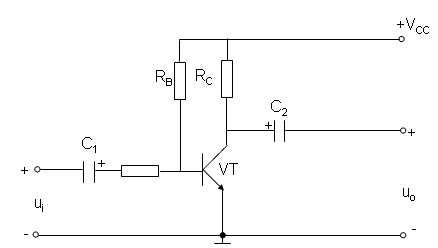 +V_CC
R_B
R_C
C_2
+
+
C_1
+
+
VT
u_i
u_o
-
-